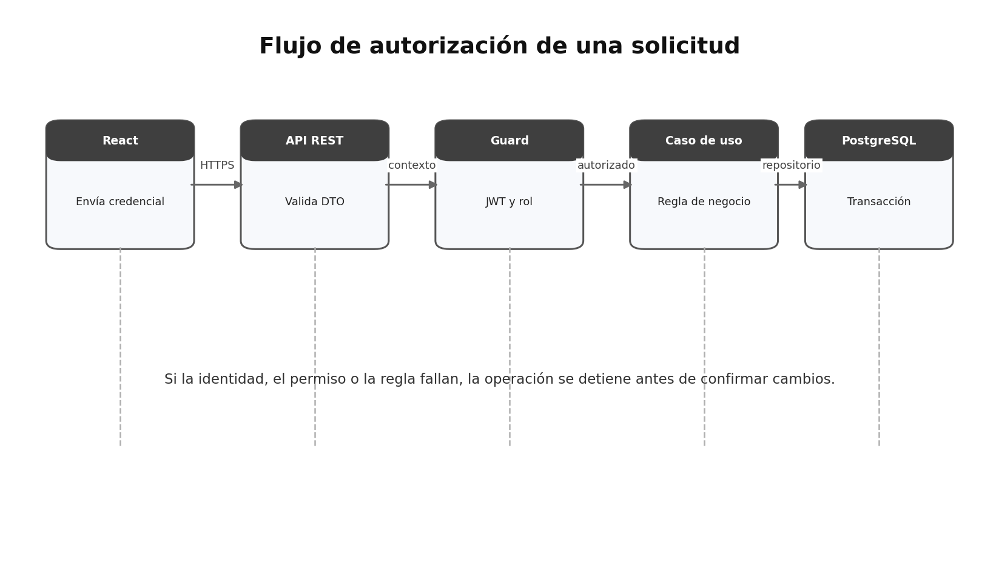 Flujo de autorización de una solicitud
React
API REST
Guard
Caso de uso
PostgreSQL
HTTPS
contexto
autorizado
repositorio
Envía credencial
Valida DTO
JWT y rol
Regla de negocio
Transacción
Si la identidad, el permiso o la regla fallan, la operación se detiene antes de confirmar cambios.